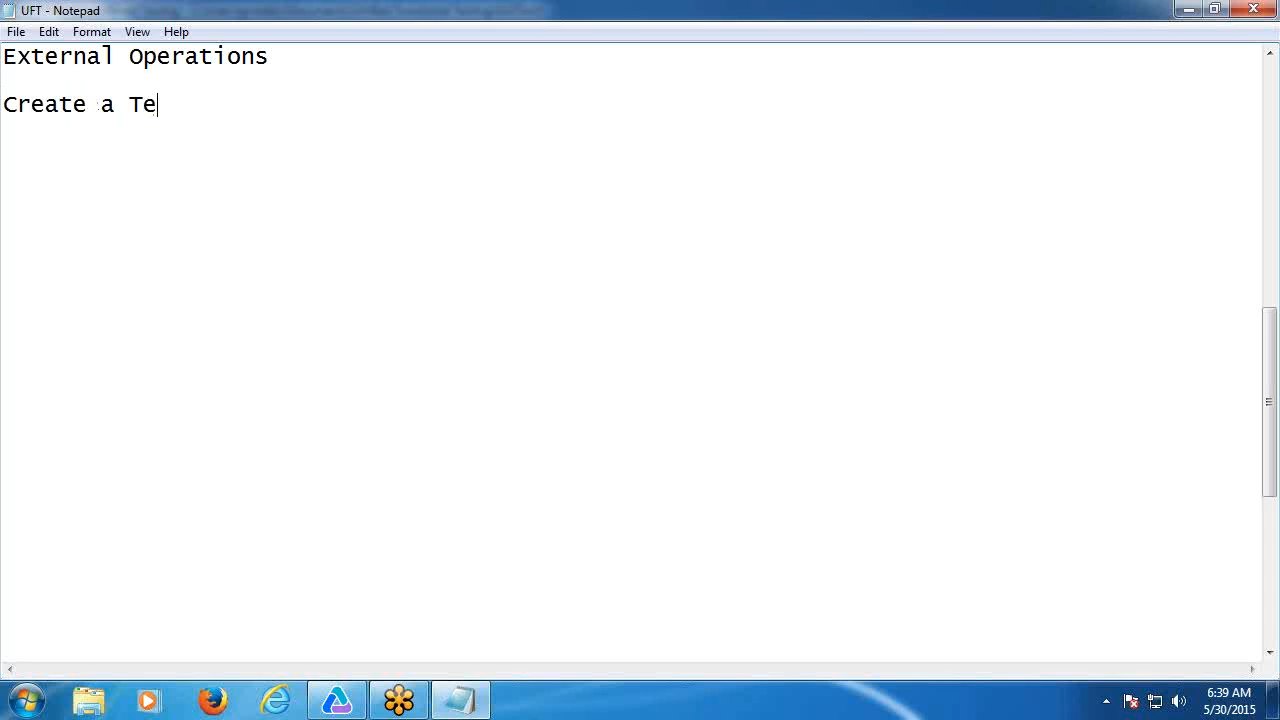 UFT - Notepad
File Edit Format View Help
External Operations
Create a Te
6:39 AM
5/30/2015